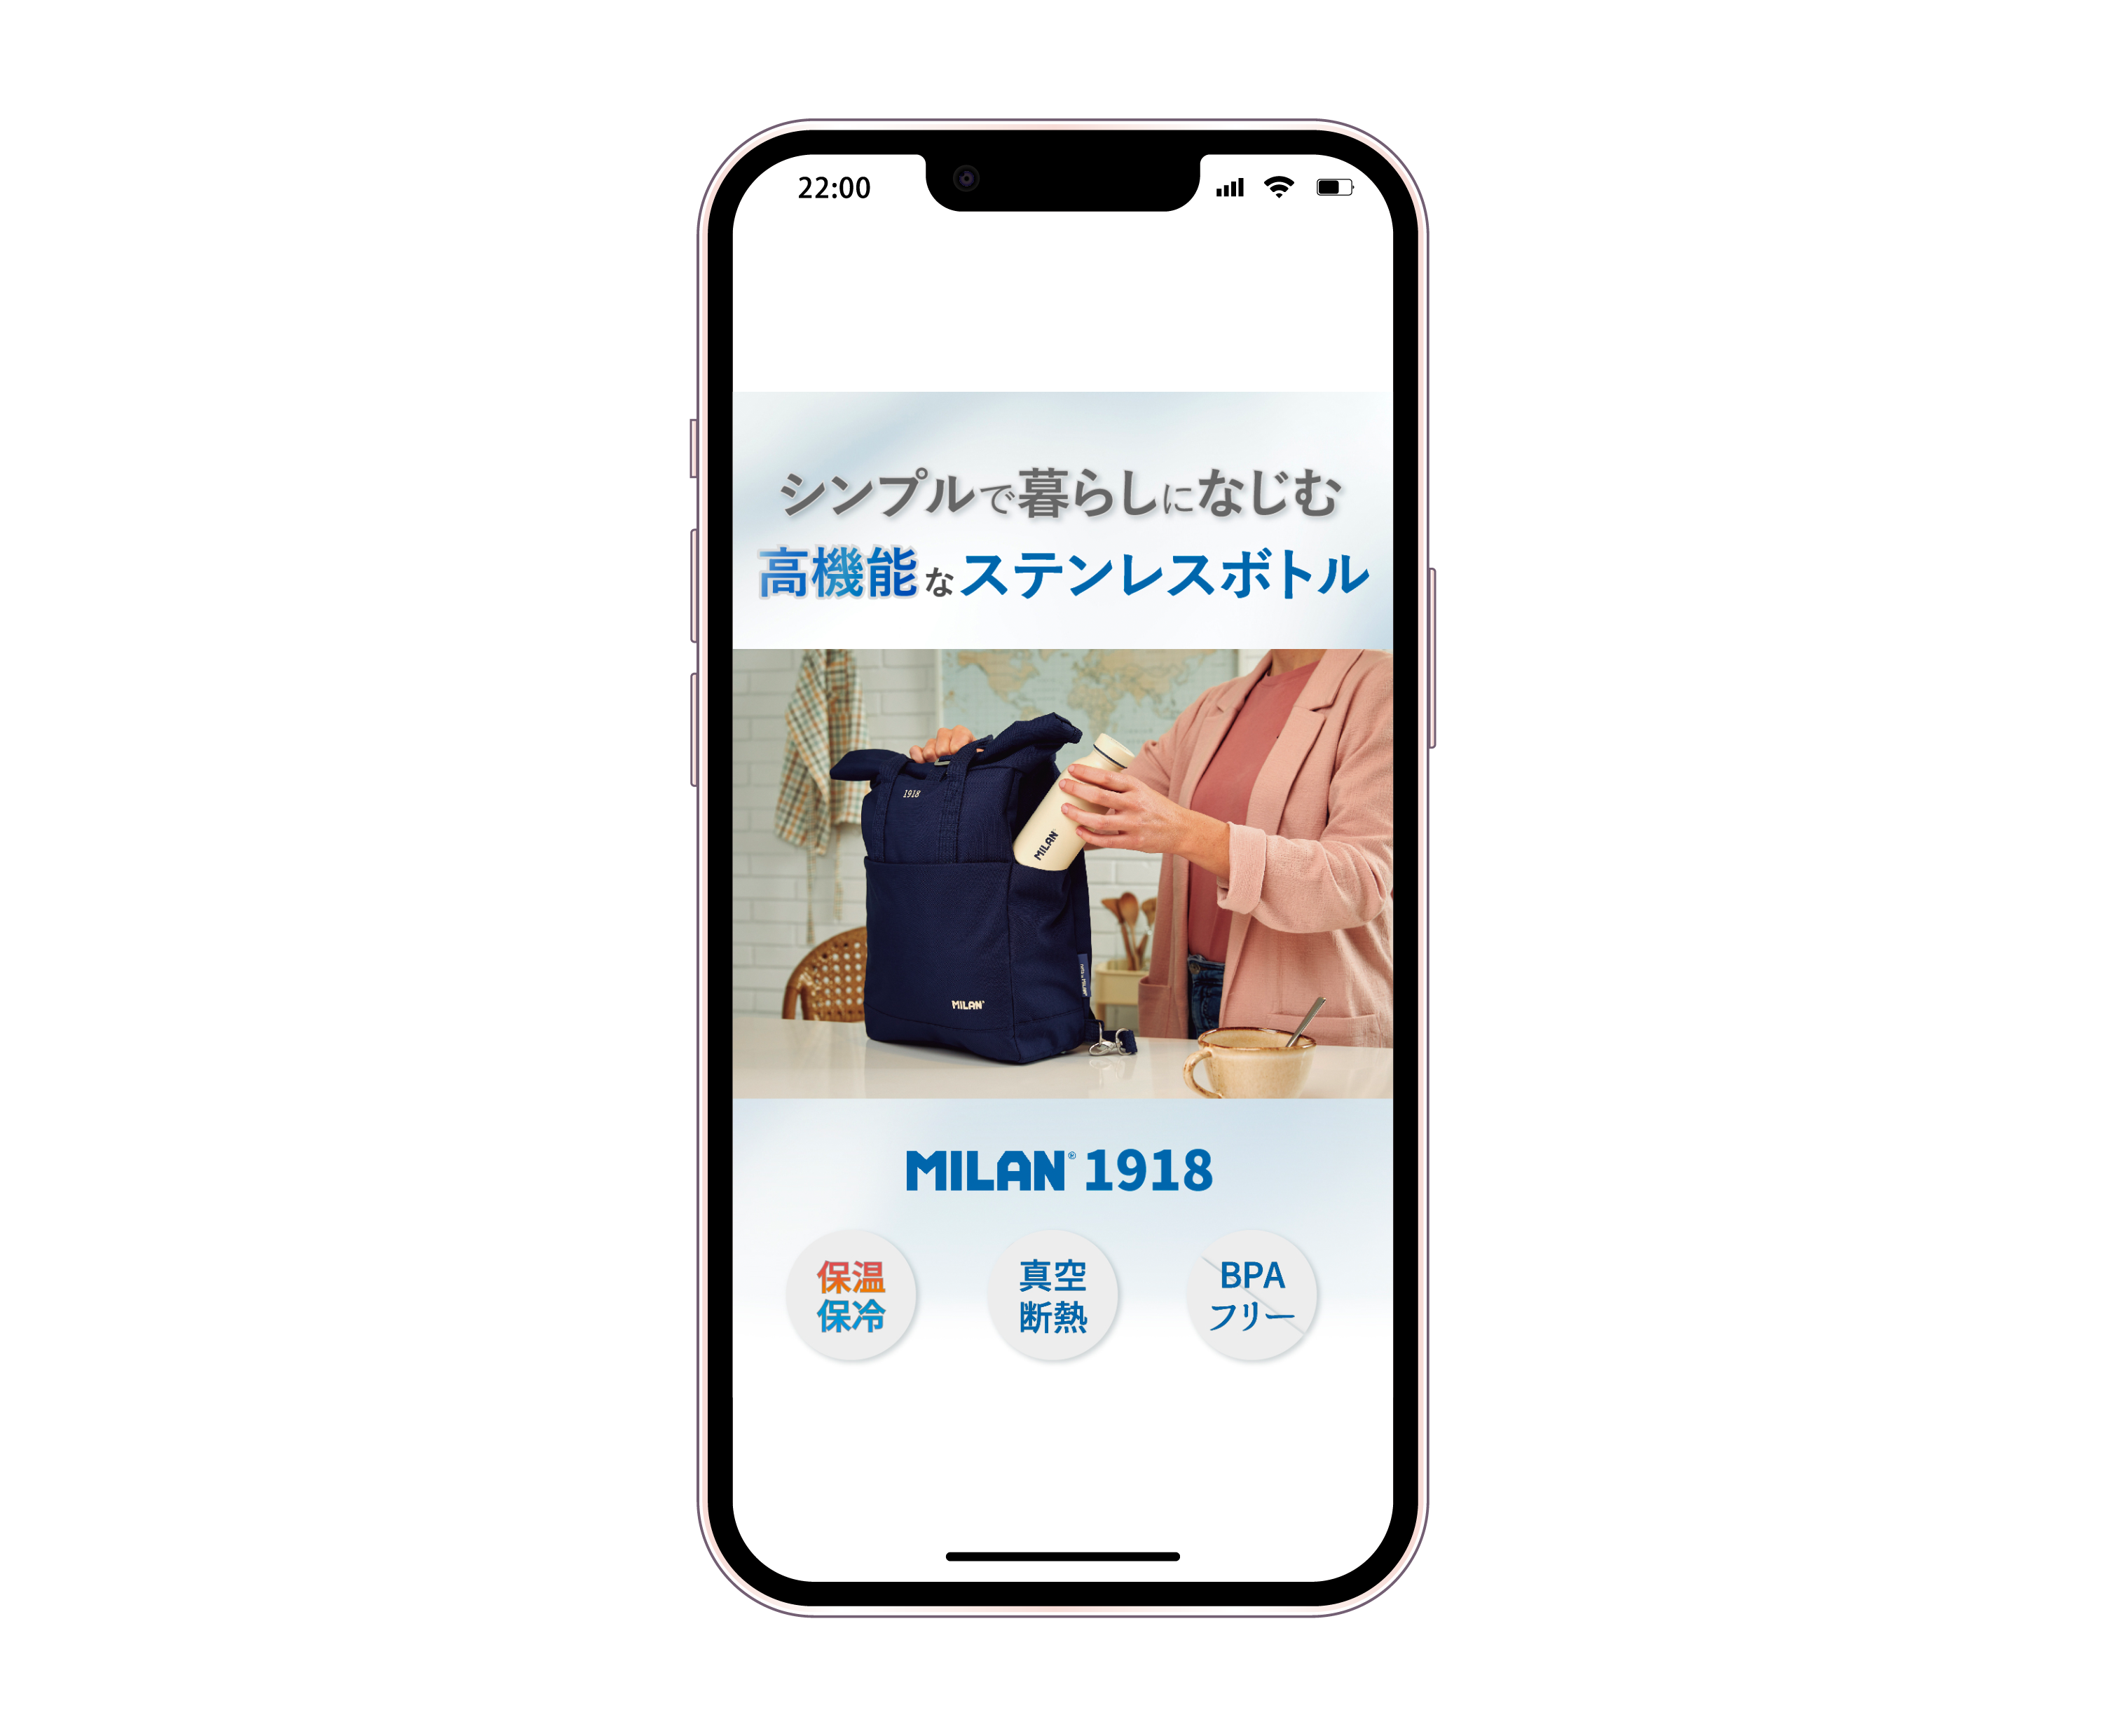 22:00
シンプルで暮らしになじむ
高機能なステンレスボトル
1918
MILAN
MILAN
MILAN® 1918
保温
保冷
真空
断熱
BPA
フリー